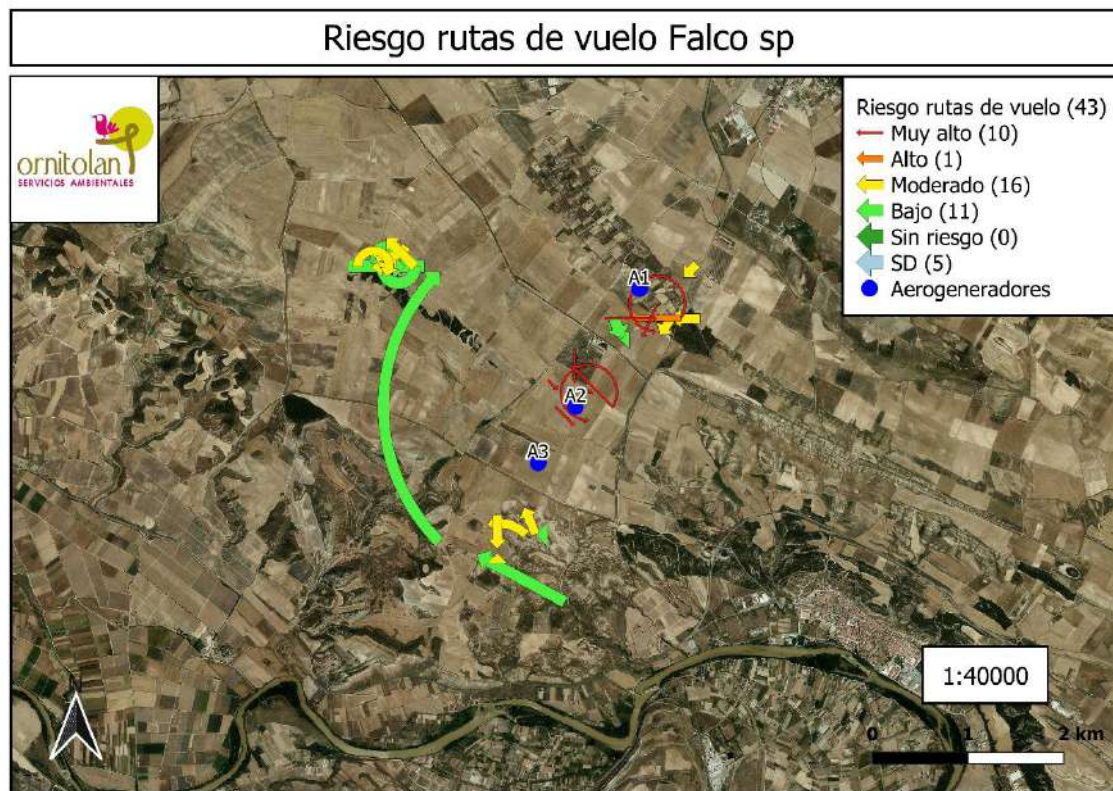 Riesgo rutas de vuelo Falco sp
ornitolan
SERVICIOS AMBIENTALES
Riesgo rutas de vuelo (43)
Muy alto (10)
Alto (1)
Moderado (16)
Bajo (11)
Sin riesgo (0)
SD (5)
Aerogeneradores
A1
A2
A3
1:40000
0 1 2 km